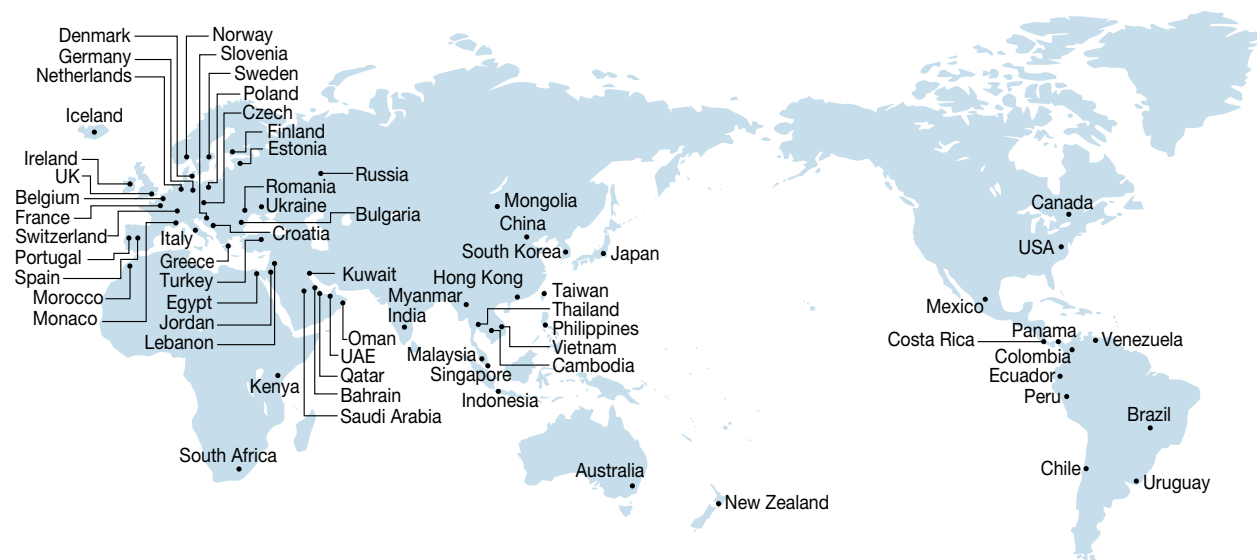 Denmark
Germany
Netherlands
Norway
Slovenia
Sweden
Poland
Czech
Finland
Estonia
Iceland
Ireland
UK
Belgium
France
Switzerland
Portugal
Spain
Morocco
Monaco
Italy
Greece
Turkey
Egypt
Jordan
Lebanon
Romania
Ukraine
Bulgaria
Croatia
Russia
Kuwait
Oman
UAE
Qatar
Bahrain
Saudi Arabia
Kenya
South Africa
Mongolia
China
South Korea
Japan
Hong Kong
Myanmar
India
Taiwan
Thailand
Philippines
Vietnam
Cambodia
Malaysia
Singapore
Indonesia
Australia
New Zealand
Canada
USA
Mexico
Costa Rica
Panama
Venezuela
Colombia
Ecuador
Peru
Brazil
Chile
Uruguay